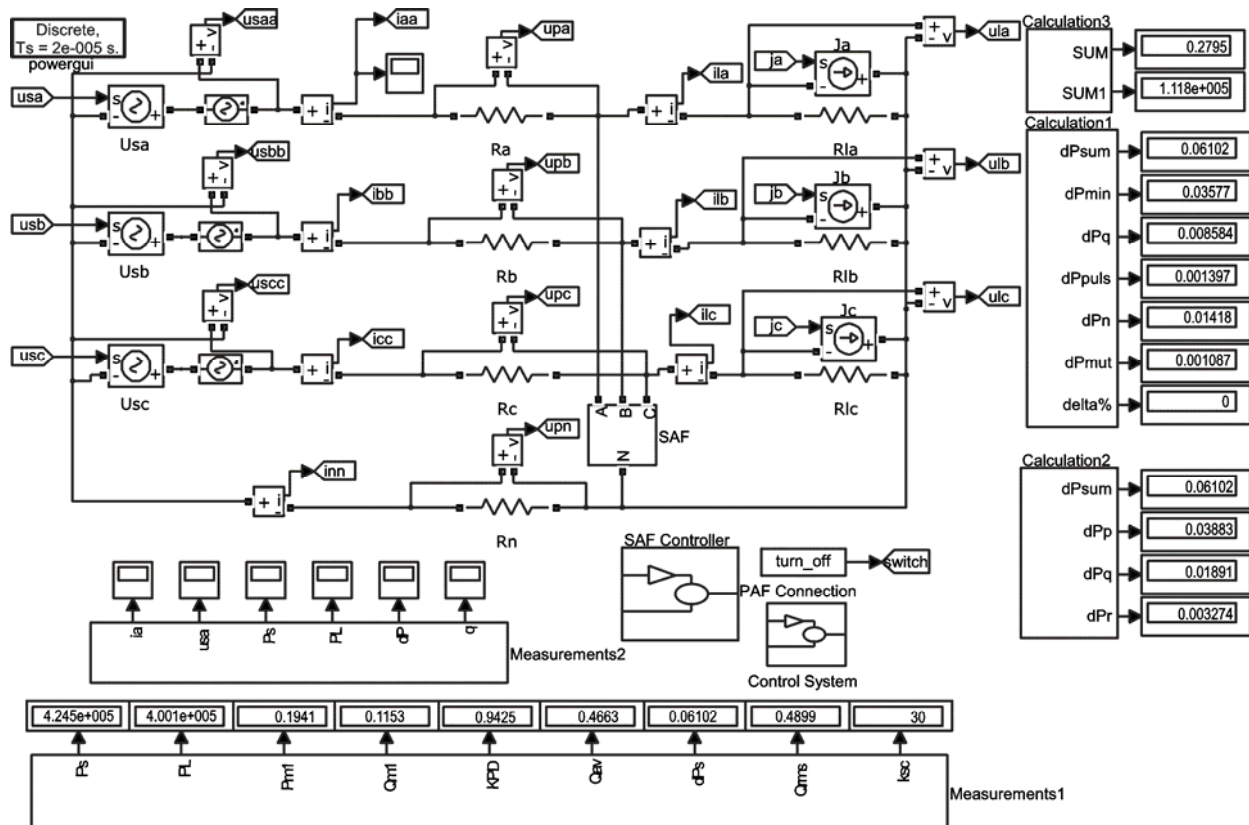 Discrete,
Ts = 2e-005 s.
powergui
usaa
iaa
upa
ula
Calculation3
SUM
0.2795
SUM1
1.118e+005
usa
s
Usa
Ra
ila
ja
Ja
s
Rla
usbb
ibb
upb
ilb
jb
Jb
s
ulb
usb
s
Usb
Rb
Rlb
uscc
icc
upc
ilc
jc
Jc
s
ulc
usc
s
Usc
Rc
Rlc
A
B
C
N
SAF
inn
upn
Rn
Calculation1
dPsum
0.06102
dPmin
0.03577
dPq
0.008584
dPpuls
0.001397
dPn
0.01418
dPmut
0.001087
delta%
0
Calculation2
dPsum
0.06102
dPp
0.03883
dPq
0.01891
dPr
0.003274
SAF Controller
turn_off
switch
PAF Connection
Control System
ia
usa
Ps
PL
dP
q
Measurements2
4.245e+005
4.001e+005
0.1941
0.1153
0.9425
0.4663
0.06102
0.4899
30
Ps
PL
Pm1
Qm1
KPD
Qav
dPs
Qrms
ksc
Measurements1